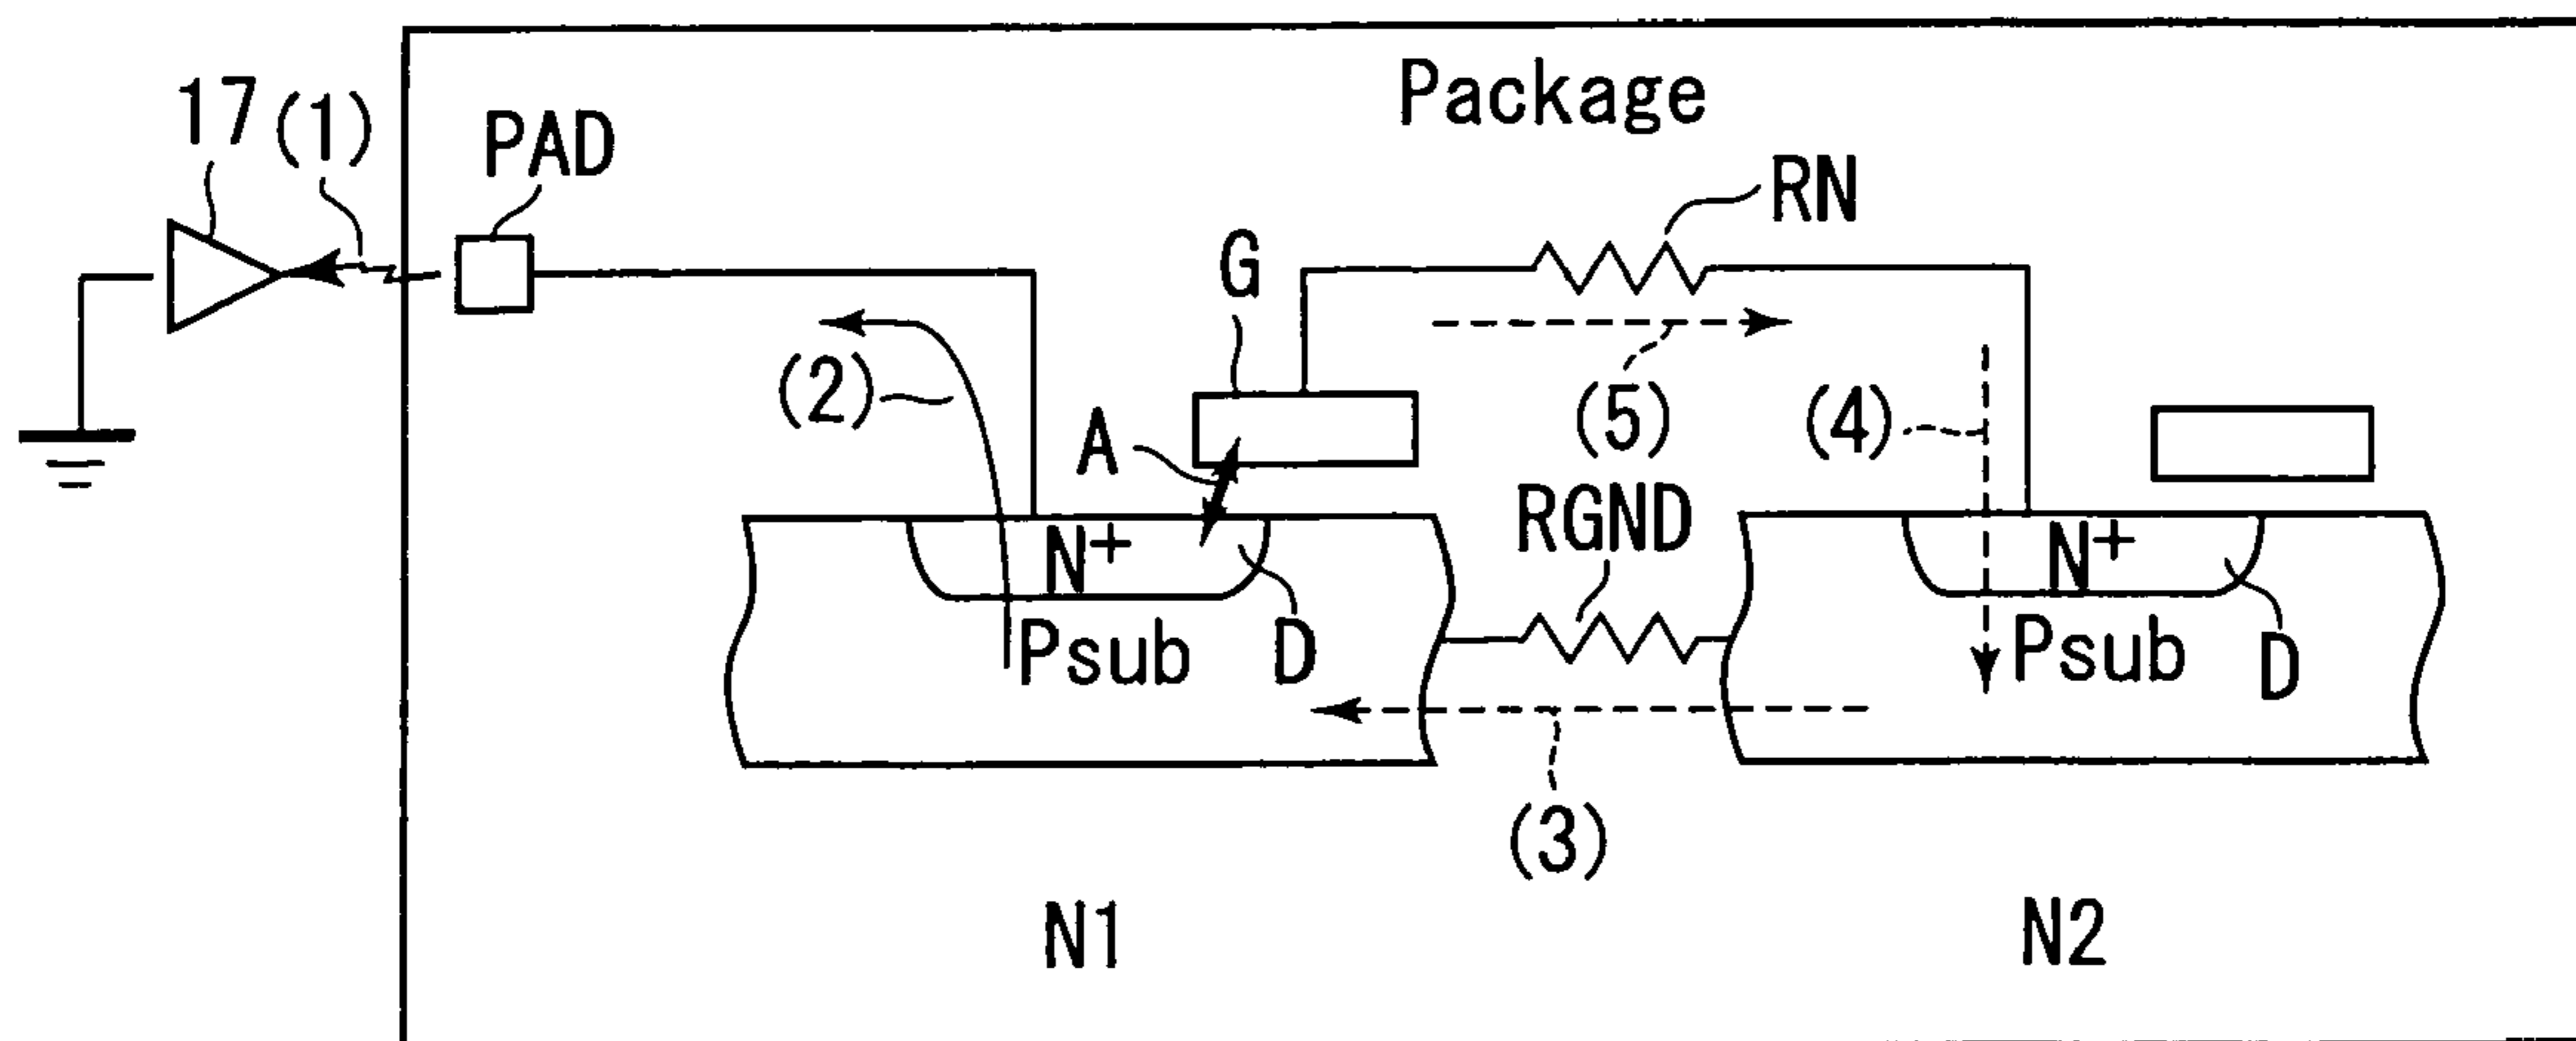 Package
17
(1)
PAD
RN
G
(2)
A
(5)
(4)
RGND
N+
N+
Psub
D
Psub
D
(3)
N1
N2